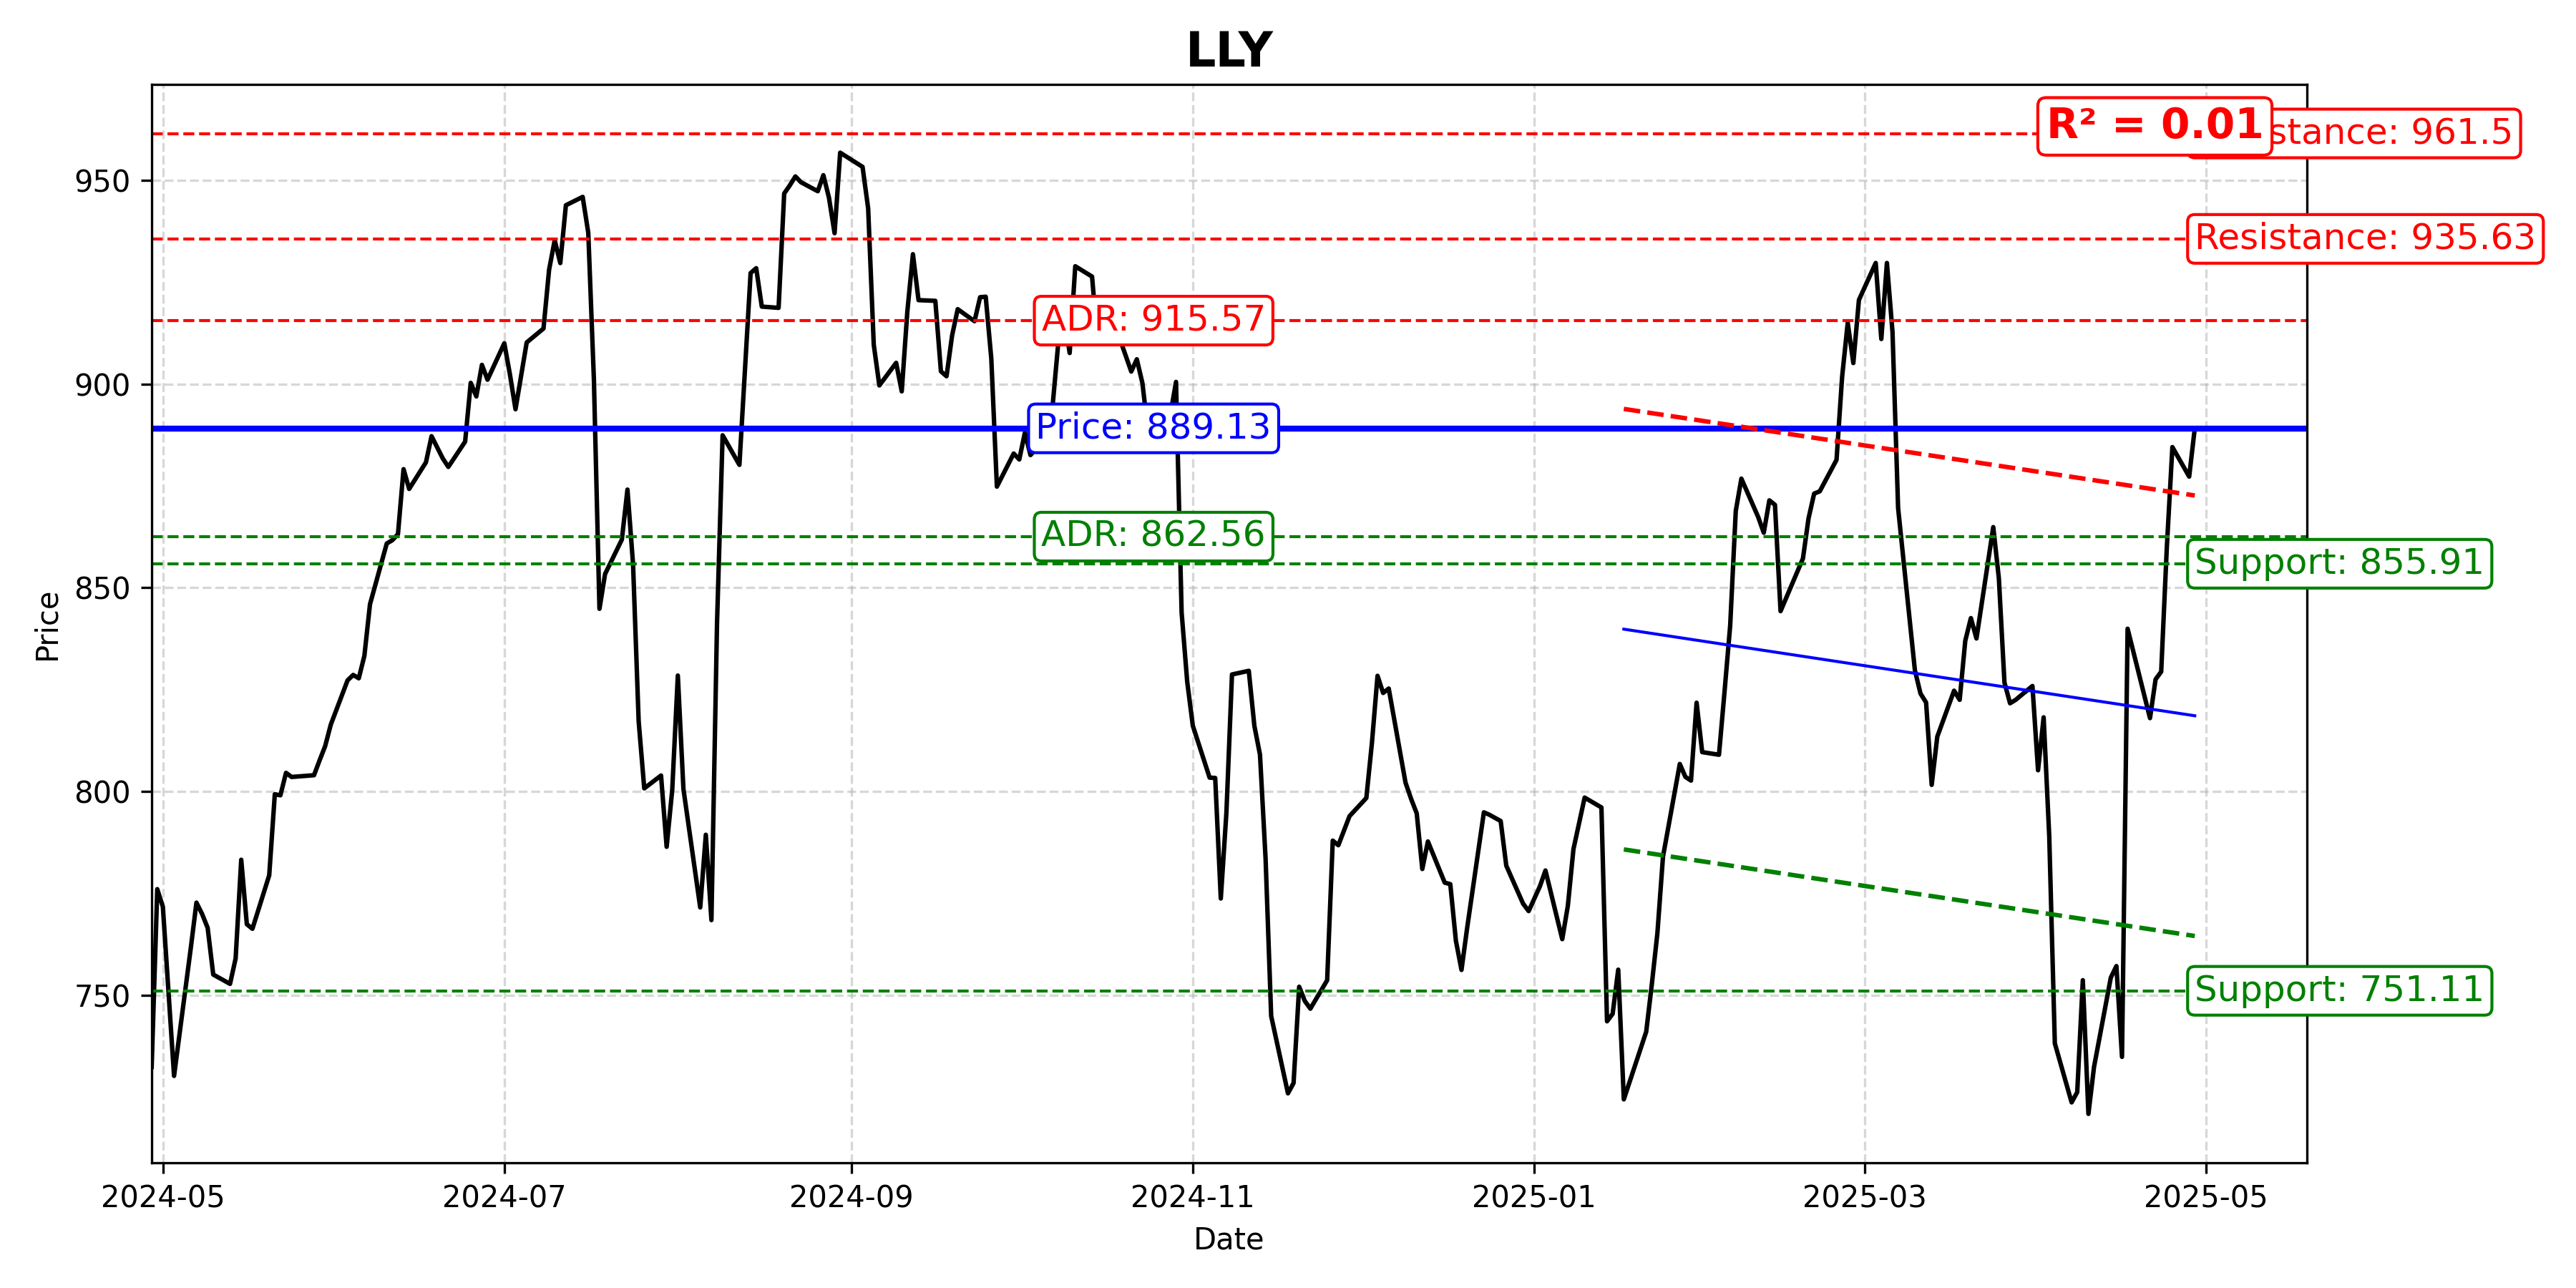 LLY
R² = 0.01
stance: 961.5
950
Resistance: 935.63
ADR: 915.57
900
Price: 889.13
ADR: 862.56
Support: 855.91
850
Price
800
750
Support: 751.11
2024-05
2024-07
2024-09
2024-11
2025-01
2025-03
2025-05
Date